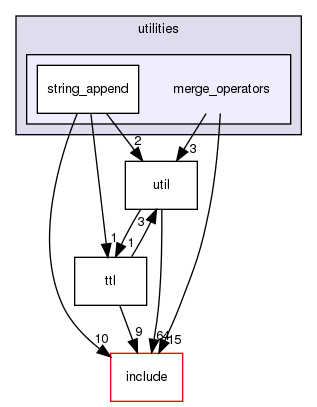 utilities
string_append
merge_operators
2
3
util
3
1
1
ttl
9
64
15
10
include